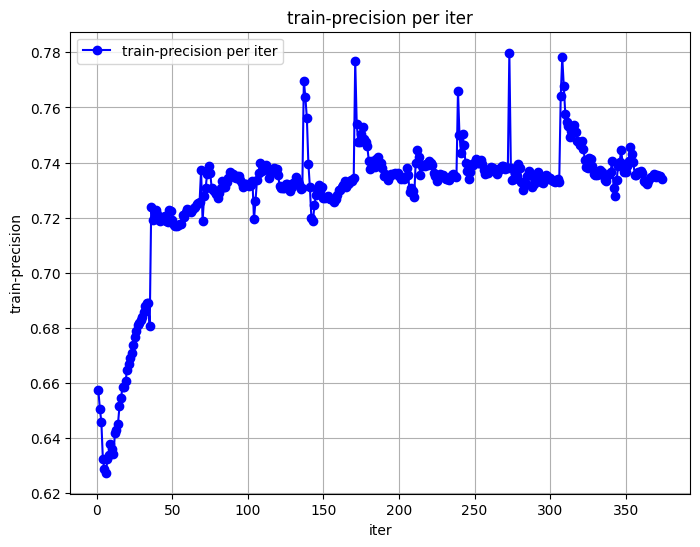 train-precision per iter
train-precision per iter
0.78
0.76
0.74
0.72
0.70
0.68
0.66
0.64
0.62
train-precision
0 50 100 150 200 250 300 350
iter